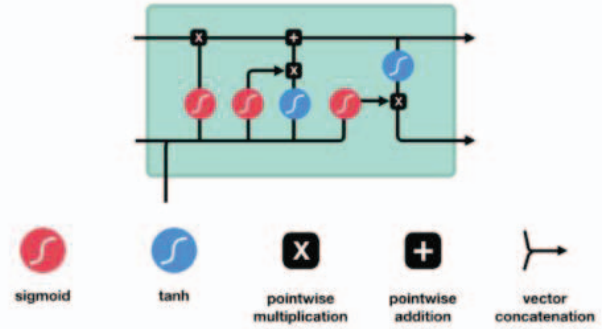 X
+
X
X
X
+
sigmoid
tanh
pointwise
multiplication
pointwise
addition
vector
concatenation